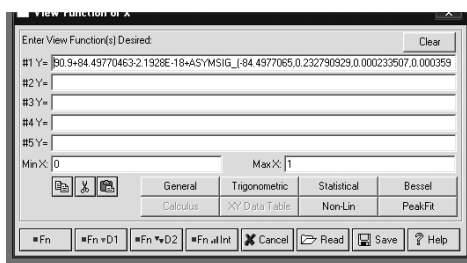 View Function of X
Enter View Function(s) Desired:
Clear
#1 Y= 90.9+84.49770463-2.1928E-18+ASYMSIG_(-84.4977065,0.232790929,0.000233507,0.000359
#2 Y=
#3 Y=
#4 Y=
#5 Y=
Min X: 0 Max X: 1
General Trigonometric Statistical Bessel
Calculus XY Data Table Non-Lin PeakFit
Fn Fn D1 Fn D2 Fn Int Cancel Read Save ? Help